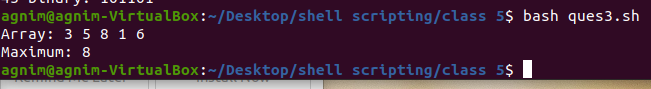 agnim@agnim-VirtualBox:~/Desktop/shell scripting/class 5$ bash ques3.sh
Array: 3 5 8 1 6
Maximum: 8
agnim@agnim-VirtualBox:~/Desktop/shell scripting/class 5$